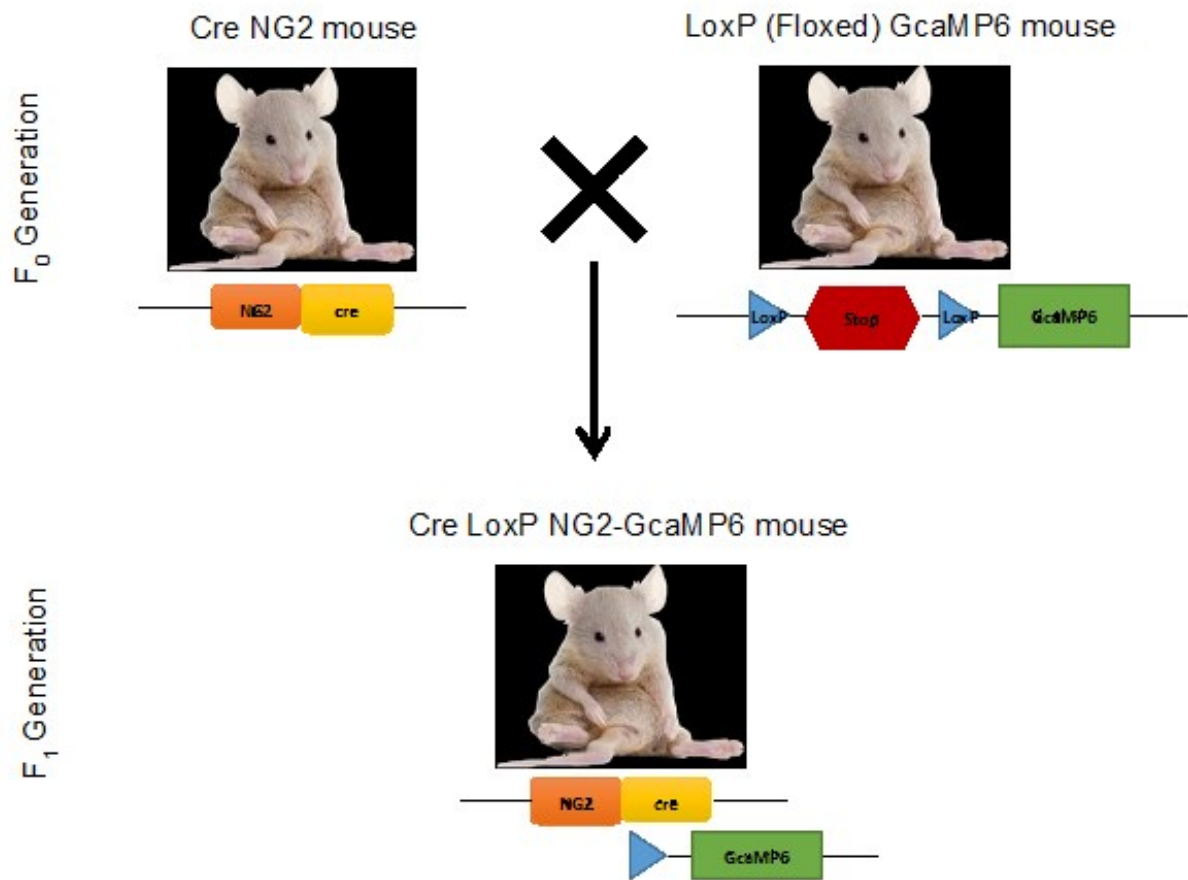 Cre NG2 mouse
LoxP (Floxed) GcaMP6 mouse
F0 Generation
NG2 cre
LoxP Stop LoxP GcaMP6
Cre LoxP NG2-GcaMP6 mouse
F1 Generation
NG2 cre
GcaMP6